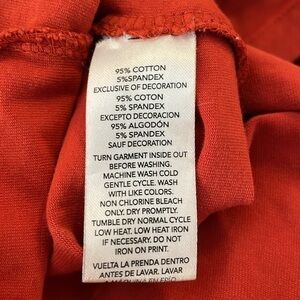 95% COTTON
5%SPANDEX
EXCLUSIVE OF DECORATION
95% COTON
5% SPANDEX
EXCEPTO DECORACION
95% ALGODÓN
5% SPANDEX
SAUF DECORATION
TURN GARMENT INSIDE OUT
BEFORE WASHING.
MACHINE WASH COLD
GENTLE CYCLE. WASH
WITH LIKE COLORS.
NON CHLORINE BLEACH
ONLY. DRY PROMPTLY.
TUMBLE DRY NORMAL CYCLE
LOW HEAT. LOW HEAT IRON
IF NECESSARY. DO NOT
IRON ON PRINT.
VUELTA LA PRENDA DENTRO
ANTES DE LAVAR. LAVAR
MÁQUINA EN FRÍO